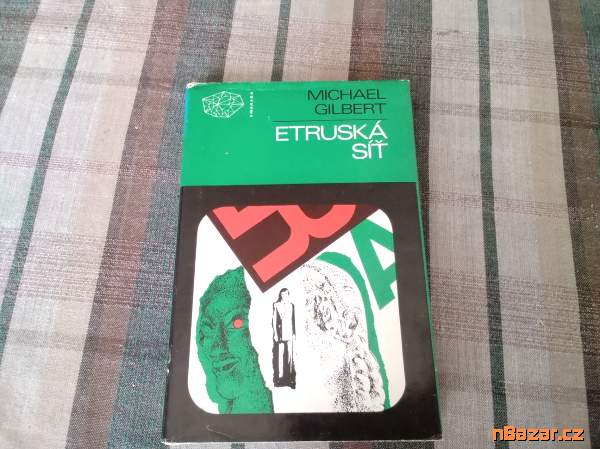 MICHAEL
GILBERT
ETRUSKÁ
SÍŤ
nBazar.cz